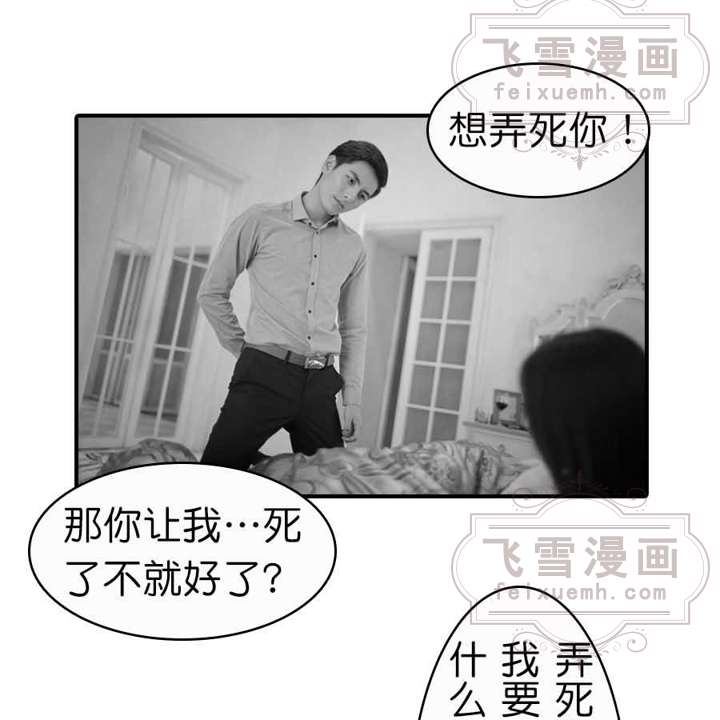 飞雪漫画
feixuemh.com
想弄死你！
那你让我…死
了不就好了？
飞雪漫画
feixuemh.com
弄死
我要
什么